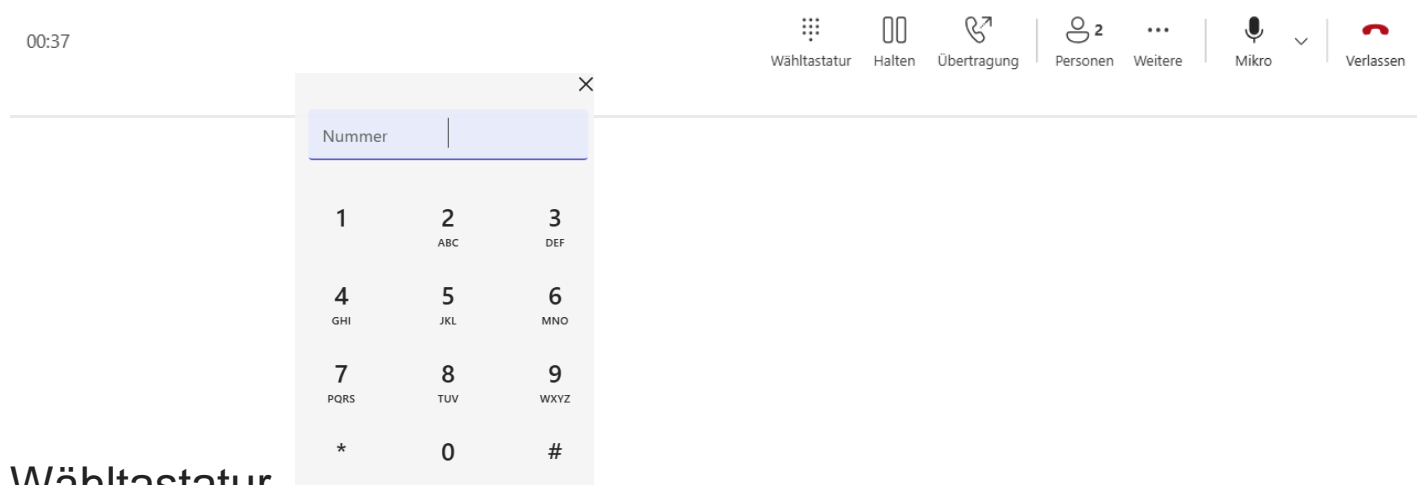 00:37
Wähltastatur Halten Übertragung Personen 2 Weitere Mikro Verlassen
Nummer
1 2 3
ABC DEF
4 5 6
GHI JKL MNO
7 8 9
PQRS TUV WXYZ
* 0 #
Wähltastatur